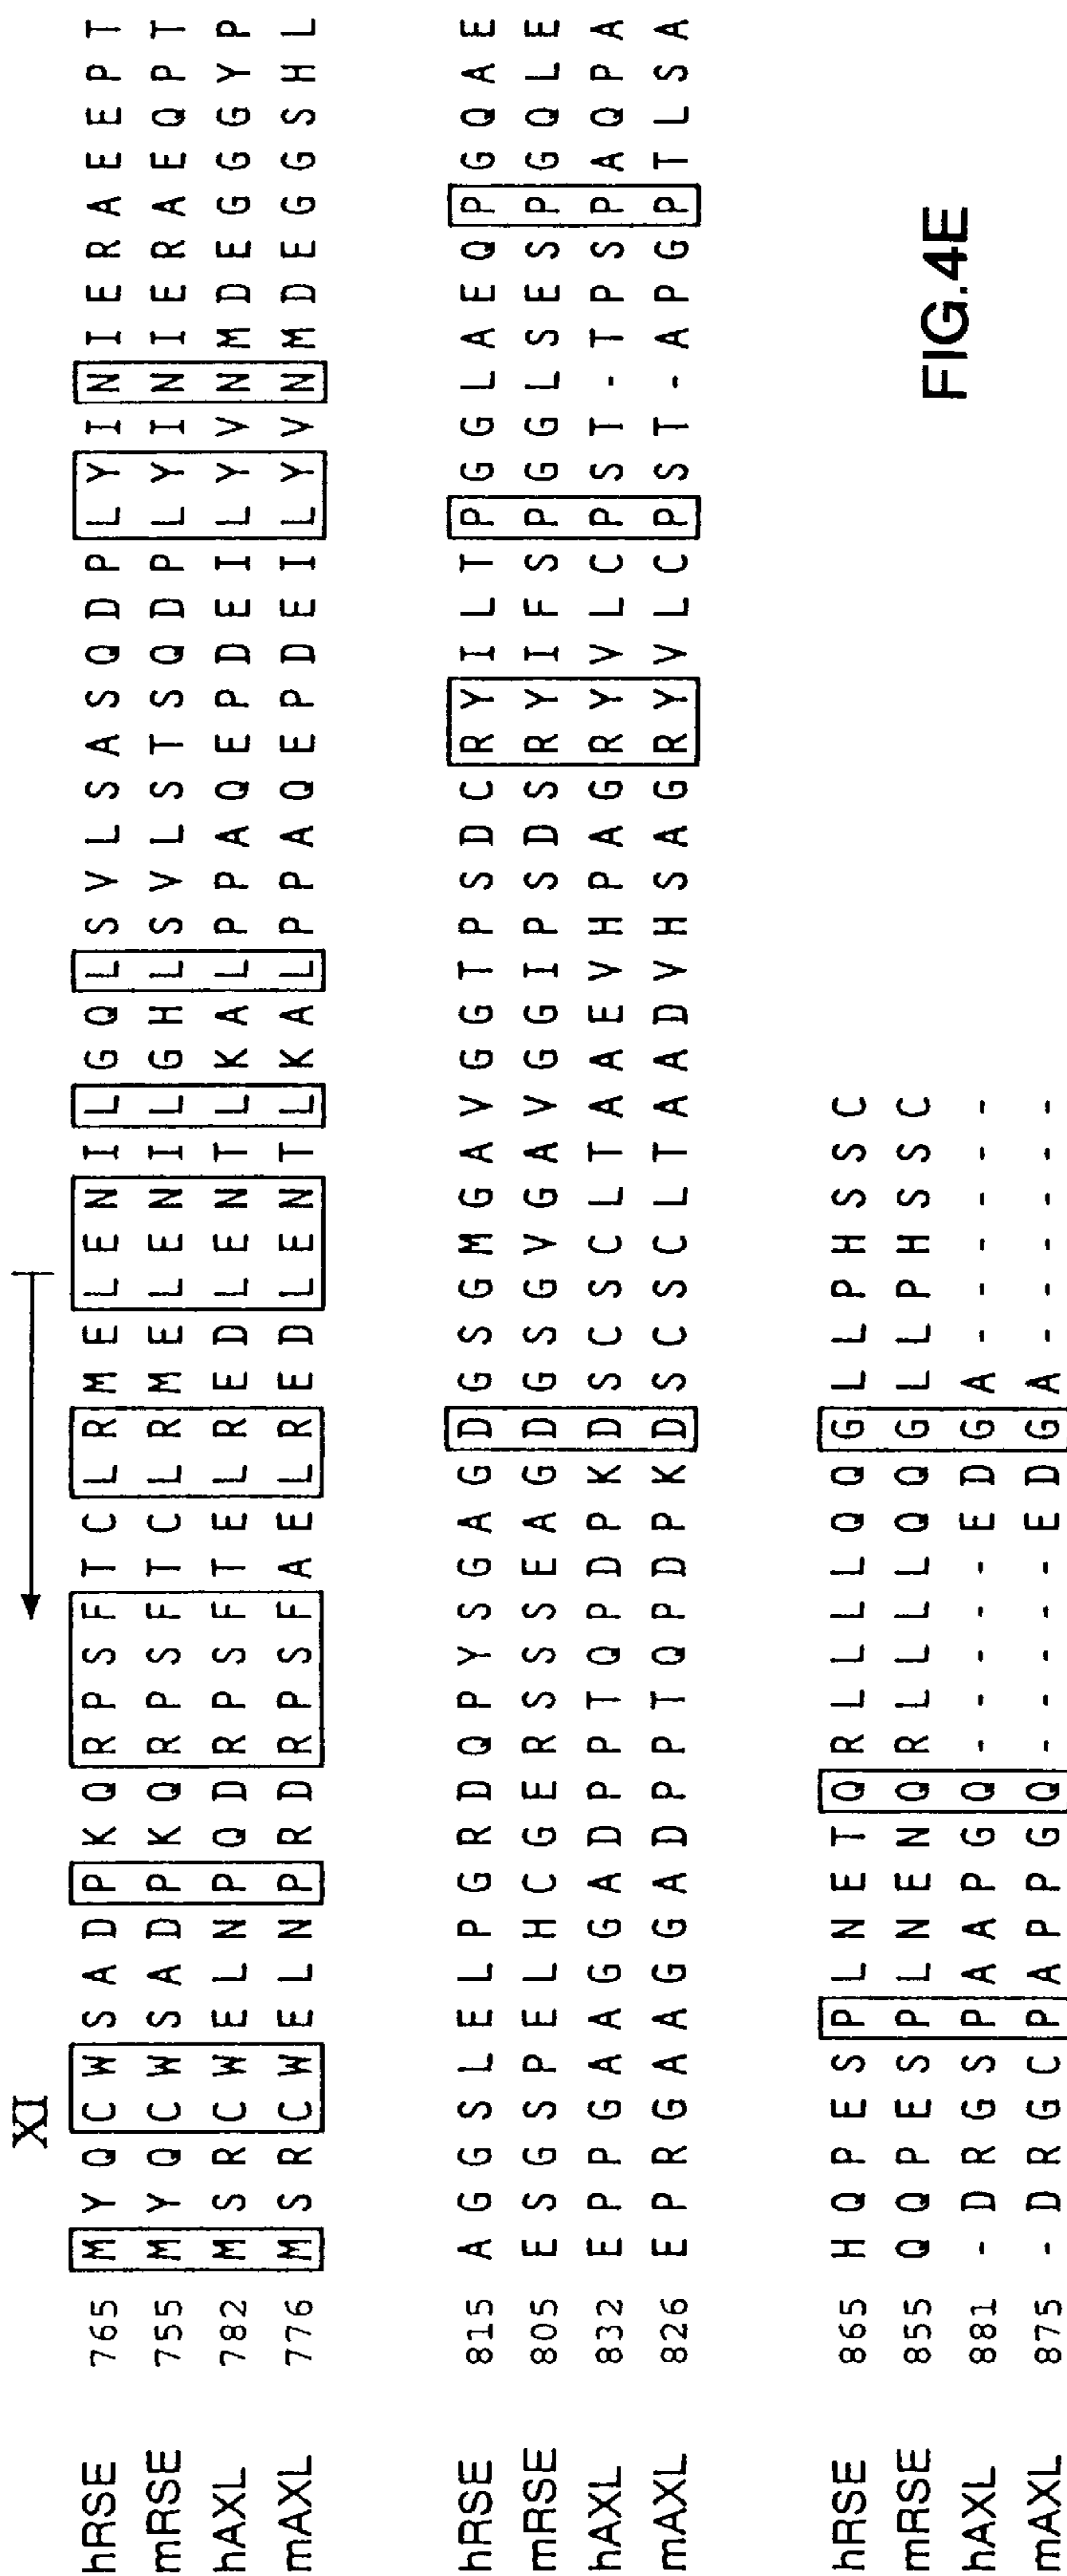 XI
hRSE 765 M Y Q C W S A D P K Q R P S F T C L R M E L E N I L G Q L S V L S A S Q D P L Y I N I E R A E E P T
mRSE 755 M Y Q C W S A D P K Q R P S F T C L R M E L E N I L G H L S V L S T S Q D P L Y I N I E R A E Q P T
hAXL 782 M S R C W E L N P Q D R P S F T E L R E D L E N T L K A L P P A Q E P D E I L Y V N M D E G G G Y P
mAXL 776 M S R C W E L N P R D R P S F A E L R E D L E N T L K A L P P A Q E P D E I L Y V N M D E G G S H L
hRSE 815 A G G S L E L P G R D Q P Y S G A G D G S G M G A V G G T P S D C R Y I L T P G G L A E Q P G Q A E
mRSE 805 E S G S P E L H C G E R S S S E A G D G S G V G A V G G I P S D S R Y I F S P G G L S E S P G Q L E
hAXL 832 E P P G A A G G A D P P T Q P D P K D S C S C L T A A E V H P A G R Y V L C P S T - T P S P A Q P A
mAXL 826 E P R G A A G G A D P P T Q P D P K D S C S C L T A A D V H S A G R Y V L C P S T - A P G P T L S A
hRSE 865 H Q P E S P L N E T Q R L L L L Q Q G L L P H S S C
mRSE 855 Q Q P E S P L N E N Q R L L L L Q Q G L L P H S S C
hAXL 881 - D R G S P A A P G Q - - - - - E D G A - - - - - -
mAXL 875 - D R G C P A P P G Q - - - - - E D G A - - - - - -
FIG.4E